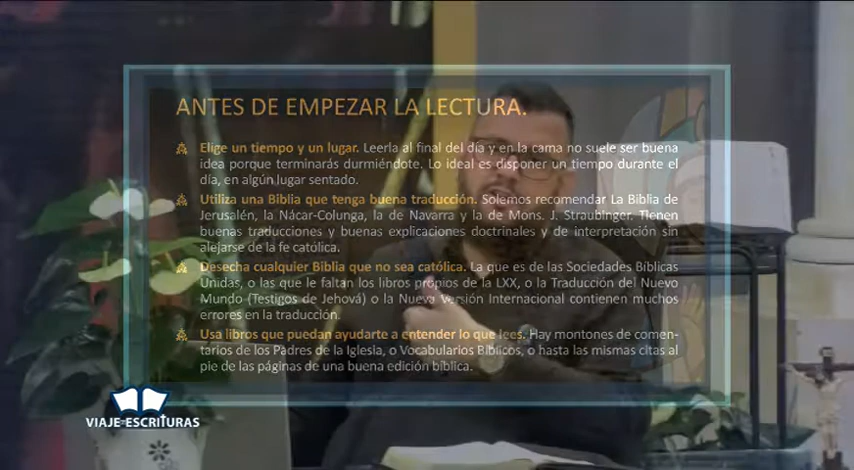 ANTES DE EMPEZAR LA LECTURA.
Elige un tiempo y un lugar. Leerla al final del día y en la cama no suele ser buena
idea porque terminarás durmiéndote. Lo ideal es disponer un tiempo durante el
día, en algún lugar sentado.
Utiliza una Biblia que tenga buena traducción. Solemos recomendar La Biblia de
Jerusalén, la Nácar-Colunga, la de Navarra y la de Mons. J. Straubinger. Tienen
buenas traducciones y buenas explicaciones doctrinales y de interpretación sin
alejarse de la fe católica.
Desecha cualquier Biblia que no sea católica. La que es de las Sociedades Bíblicas
Unidas, o las que le faltan los libros propios de la LXX, o la Traducción del Nuevo
Mundo (Testigos de Jehová) o la Nueva Versión Internacional contienen muchos
errores en la traducción.
Usa libros que puedan ayudarte a entender lo que lees. Hay montones de comen-
tarios de los Padres de la Iglesia, o Vocabularios Bíblicos, o hasta las mismas citas al
pie de las páginas de una buena edición bíblica.
VIAJE ESCRITURAS